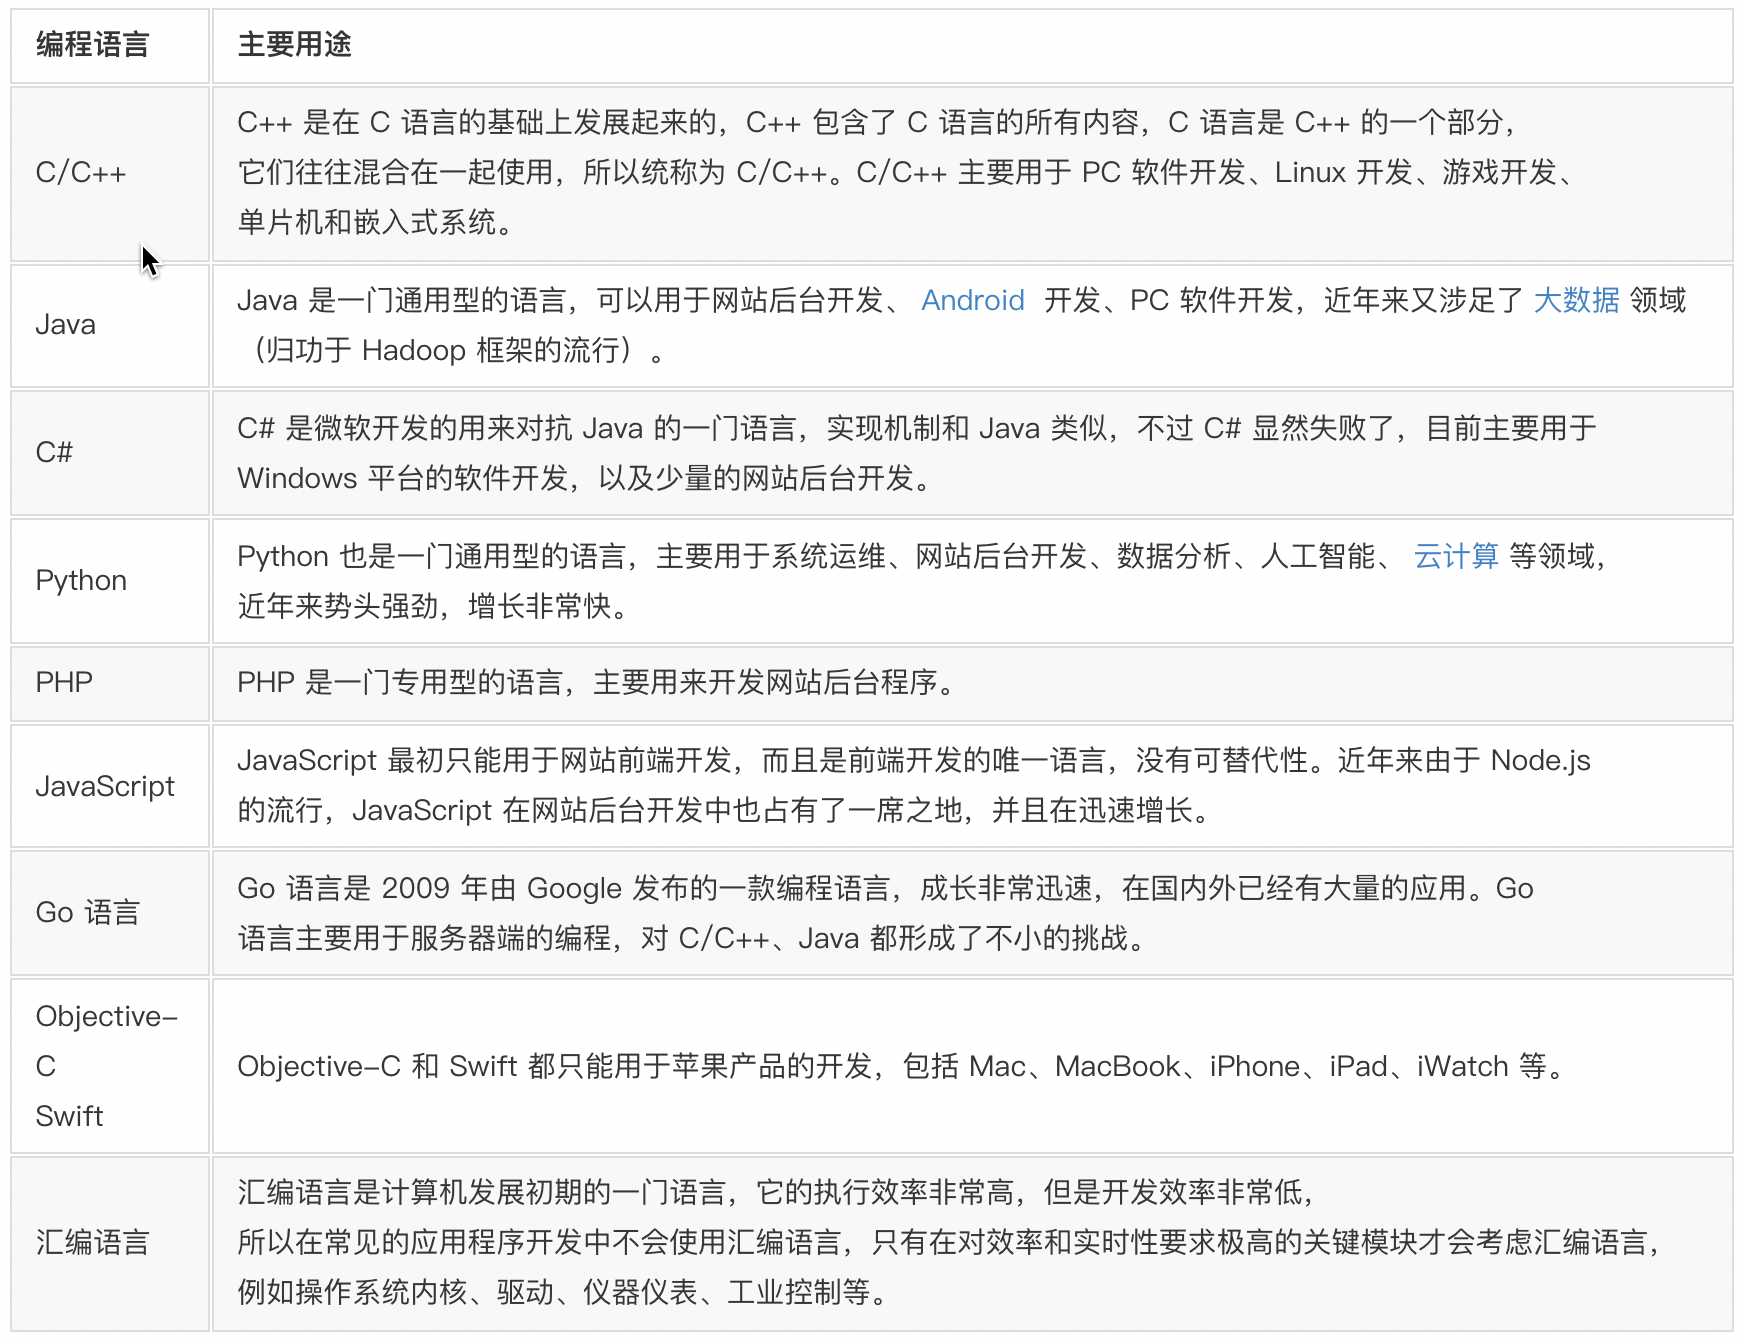 编程语言
主要用途
C/C++
C++ 是在 C 语言的基础上发展起来的，C++ 包含了 C 语言的所有内容，C 语言是 C++ 的一个部分，
它们往往混合在一起使用，所以统称为 C/C++。C/C++ 主要用于 PC 软件开发、Linux 开发、游戏开发、
单片机和嵌入式系统。
Java
Java 是一门通用型的语言，可以用于网站后台开发、 Android 开发、PC 软件开发，近年来又涉足了 大数据 领域
（归功于 Hadoop 框架的流行）。
C#
C# 是微软开发的用来对抗 Java 的一门语言，实现机制和 Java 类似，不过 C# 显然失败了，目前主要用于
Windows 平台的软件开发，以及少量的网站后台开发。
Python
Python 也是一门通用型的语言，主要用于系统运维、网站后台开发、数据分析、人工智能、 云计算 等领域，
近年来势头强劲，增长非常快。
PHP
PHP 是一门专用型的语言，主要用来开发网站后台程序。
JavaScript
JavaScript 最初只能用于网站前端开发，而且是前端开发的唯一语言，没有可替代性。近年来由于 Node.js
的流行，JavaScript 在网站后台开发中也占有了一席之地，并且在迅速增长。
Go 语言
Go 语言是 2009 年由 Google 发布的一款编程语言，成长非常迅速，在国内外已经有大量的应用。Go
语言主要用于服务器端的编程，对 C/C++、Java 都形成了不小的挑战。
Objective-
C
Swift
Objective-C 和 Swift 都只能用于苹果产品的开发，包括 Mac、MacBook、iPhone、iPad、iWatch 等。
汇编语言
汇编语言是计算机发展初期的一门语言，它的执行效率非常高，但是开发效率非常低，
所以在常见的应用程序开发中不会使用汇编语言，只有在对效率和实时性要求极高的关键模块才会考虑汇编语言，
例如操作系统内核、驱动、仪器仪表、工业控制等。